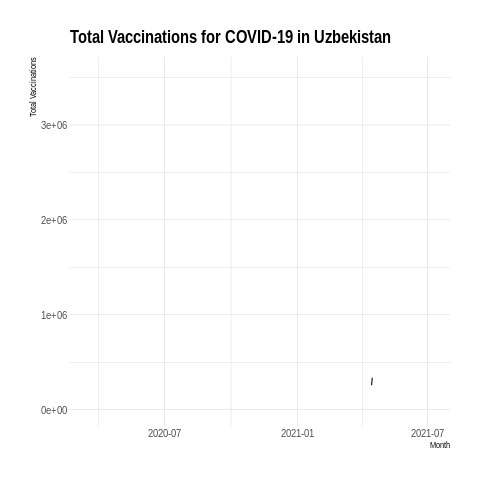 Total Vaccinations for COVID-19 in Uzbekistan
Total Vaccinations
3e+06
2e+06
1e+06
0e+00
2020-07
2021-01
2021-07
Month